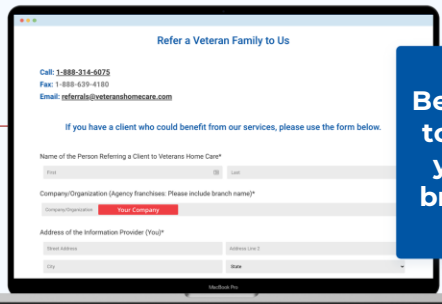 Refer a Veteran Family to Us
Call: 1-888-314-6075
Fax: 1-888-639-4180
Email: referrals@veteranshomecare.com
If you have a client who could benefit from our services, please use the form below.
Name of the Person Referring a Client to Veterans Home Care*
First Last
Company/Organization (Agency franchises: Please include branch name)*
Company/Organization Your Company
Address of the Information Provider (You)*
Street Address Address Line 2
City State
MacBook Pro
Be
to
y
br